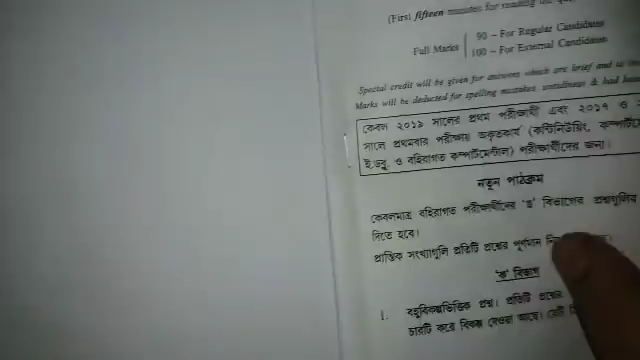 (First fifteen minutes for reading the
Full Marks 90 – For Regular Candidates
100 – For External Candidates
Special credit will be given for answers which are brief and to the
Marks will be deducted for spelling mistakes, untidiness & bad
কেবল ২০১৯ সালের প্রথম পরীক্ষার্থী এবং ২০১৭ ও
সালে প্রথমবার পরীক্ষায় অকৃতকার্য (কন্টিনিউয়িং,
ও বহিরাগত কম্পার্টমেন্টাল) পরীক্ষার্থীদের জন্য।
নতুন পাঠক্রম
কেবলমাত্র বহিরাগত পরীক্ষার্থীদের বিভাগের প্রশ্নগুলির
দিতে হবে।
প্রান্তিক সংখ্যাগুলি প্রতিটি প্রশ্নের পূর্ণমান
'ক' বিভাগ
1. বহুবিকল্পভিত্তিক প্রশ্ন। প্রতিটি প্রশ্নের
চারটি করে বিকল্প দেওয়া আছে।